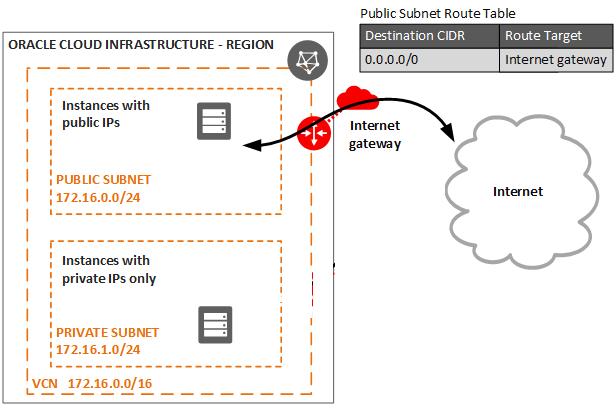 Public Subnet Route Table
Destination CIDR Route Target
0.0.0.0/0 Internet gateway
ORACLE CLOUD INFRASTRUCTURE - REGION
Instances with
public IPs
PUBLIC SUBNET
172.16.0.0/24
Internet
gateway
Internet
Instances with
private IPs only
PRIVATE SUBNET
172.16.1.0/24
VCN 172.16.0.0/16